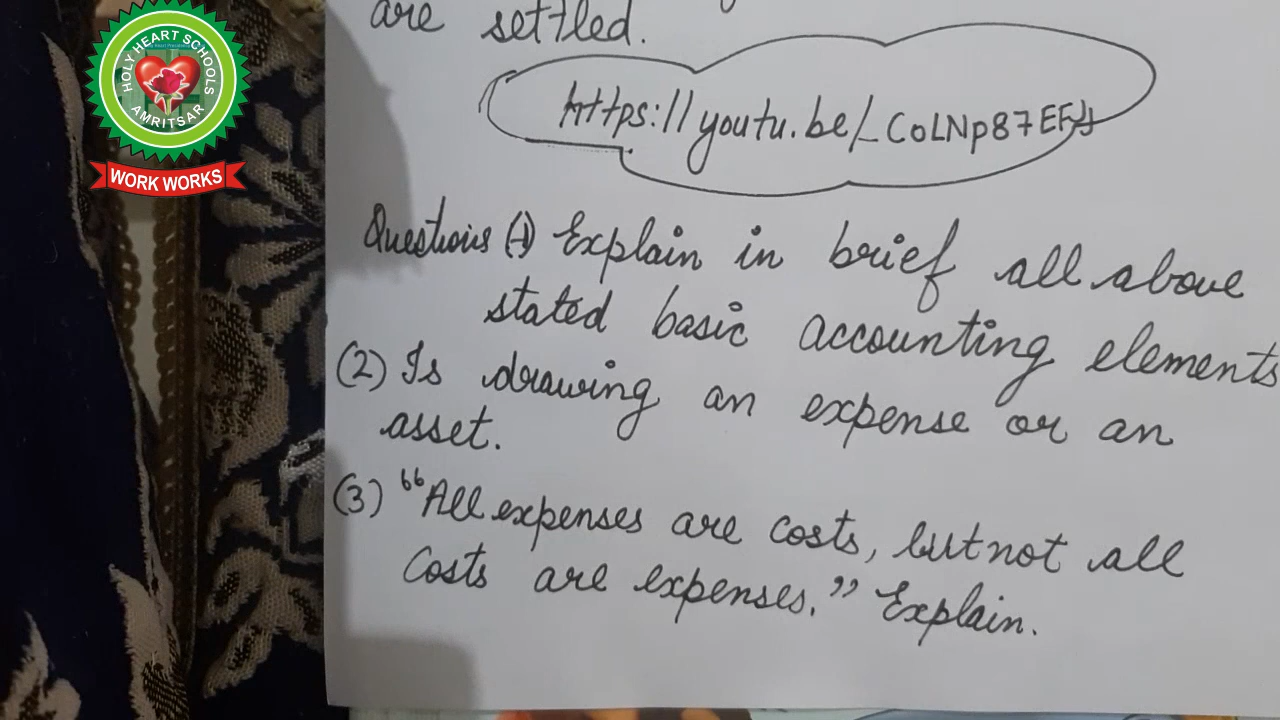 HOLY HEART SCHOOLS
AMRITSAR
WORK WORKS
are settled.
https://youtu.be/_CoLNp87EFY
Questions (1) Explain in brief all above
stated basic accounting elements
(2) Is drawing an expense or an
asset.
(3) "All expenses are costs, but not all
costs are expenses." Explain.